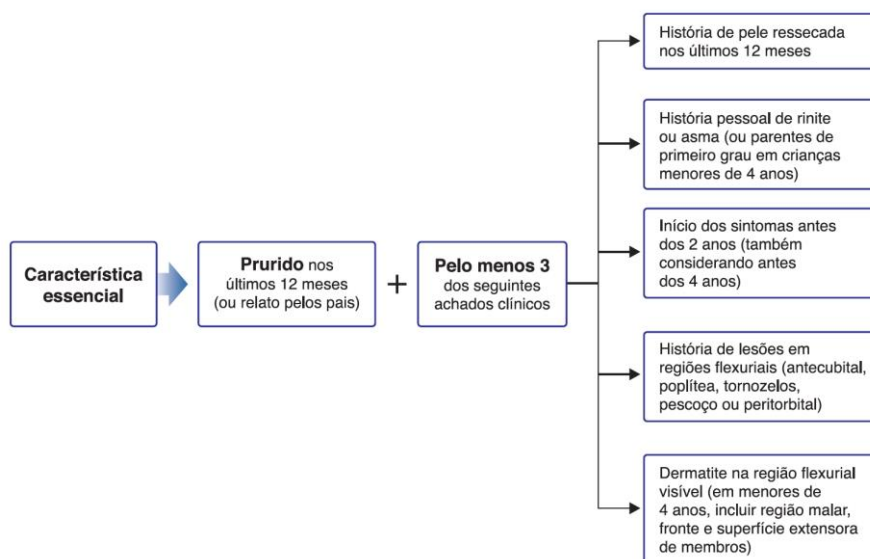 História de pele ressecada
nos últimos 12 meses
História pessoal de rinite
ou asma (ou parentes de
primeiro grau em crianças
menores de 4 anos)
Característica
essencial
Prurido nos
últimos 12 meses
(ou relato pelos pais)
+
Pelo menos 3
dos seguintes
achados clínicos
Início dos sintomas antes
dos 2 anos (também
considerando antes
dos 4 anos)
História de lesões em
regiões flexuriais (antecubital,
poplítea, tornozelos,
pescoço ou peritorbital)
Dermatite na região flexurial
visível (em menores de
4 anos, incluir região malar,
fronte e superfície extensora
de membros)